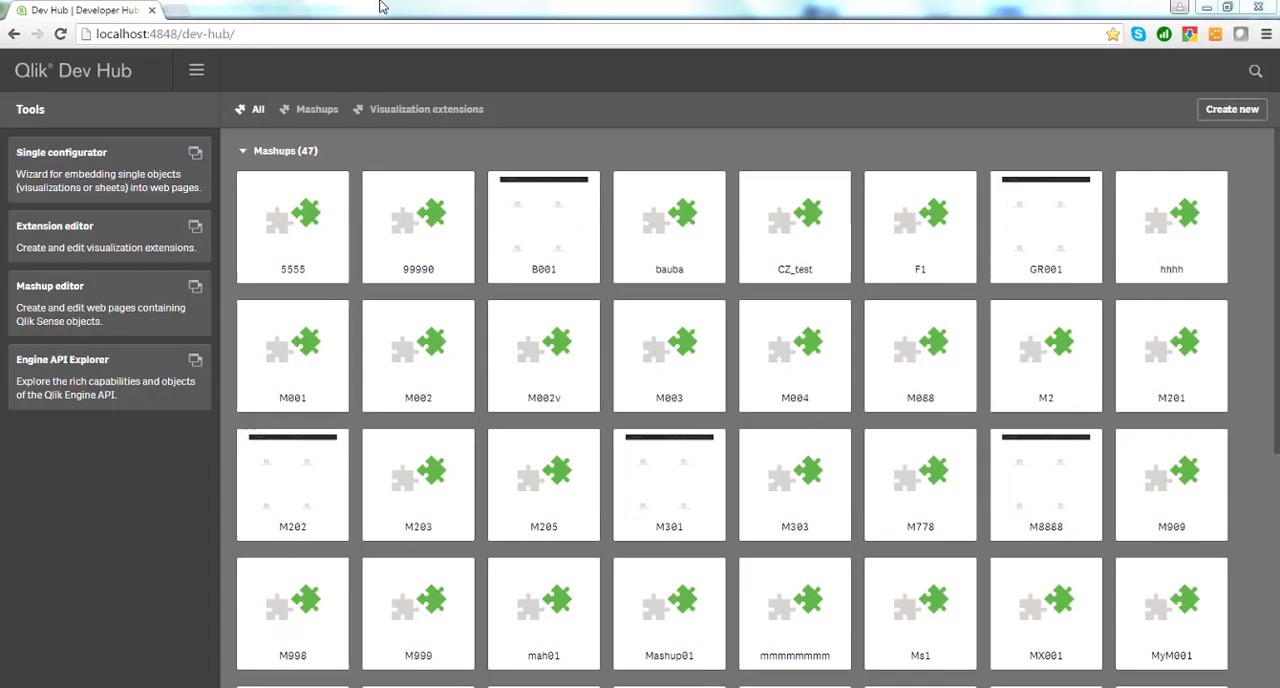 Dev Hub | Developer Hub
localhost:4848/dev-hub/
Qlik Dev Hub
Tools
All
Mashups
Visualization extensions
Create new
Single configurator
Wizard for embedding single objects
(visualizations or sheets) into web pages.
Extension editor
Create and edit visualization extensions.
Mashup editor
Create and edit web pages containing
Qlik Sense objects.
Engine API Explorer
Explore the rich capabilities and objects
of the Qlik Engine API.
Mashups (47)
5555
99990
B001
bauba
CZ_test
F1
GR001
hhhh
M001
M002
M002v
M003
M004
M088
M2
M201
M202
M203
M205
M301
M303
M778
M8888
M909
M998
M999
mah01
Mashup01
mmmmmmmm
Ms1
MX001
MyM001